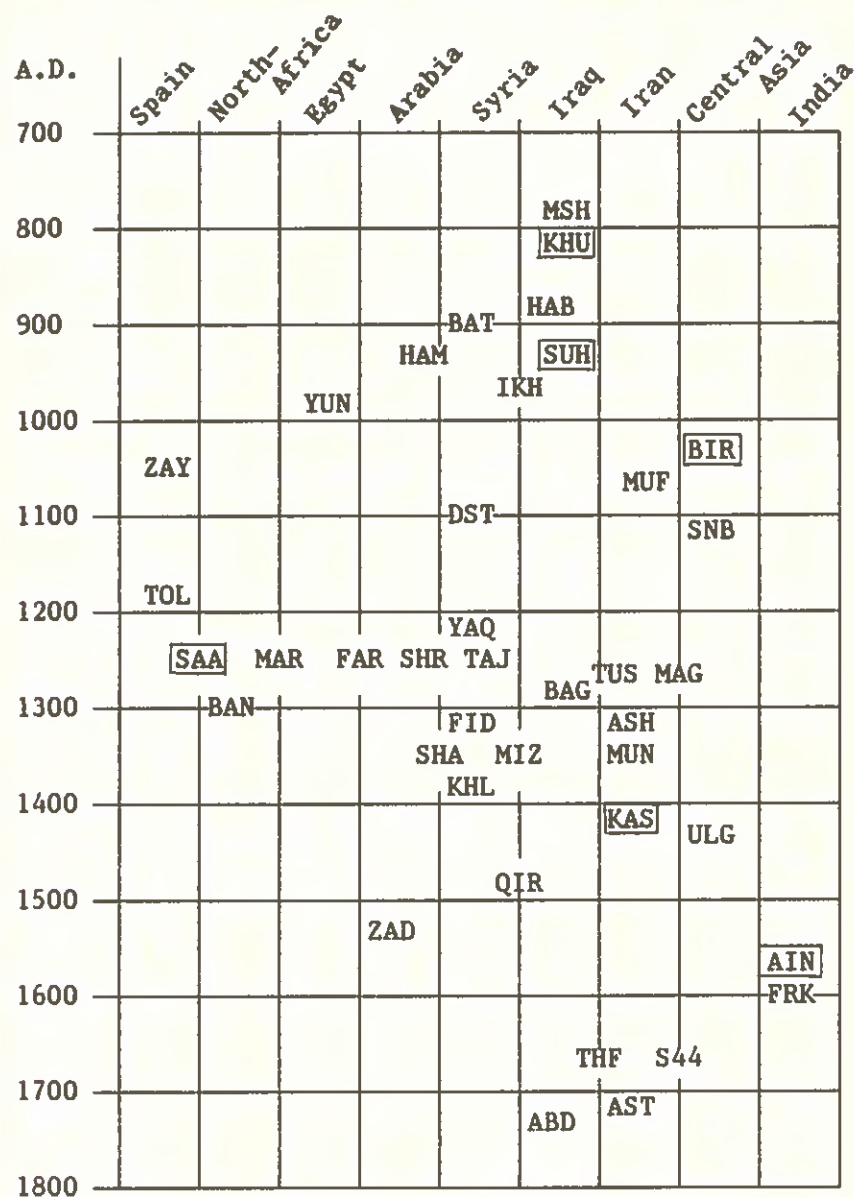 A.D. Spain North-Africa Egypt Arabia Syria Iraq Iran Central Asia India
700
MSH
800
KHU
HAB
900 BAT
HAM SUH
IKH
YUN
1000
BIR
ZAY
MUF
1100 DST
SNB
TOL
1200
YAQ
SAA MAR FAR SHR TAJ
TUS MAG
BAG
1300 BAN
FID ASH
SHA MIZ MUN
KHL
1400
KAS
ULG
QIR
1500
ZAD
AIN
1600 FRK
THF S44
1700
AST
ABD
1800